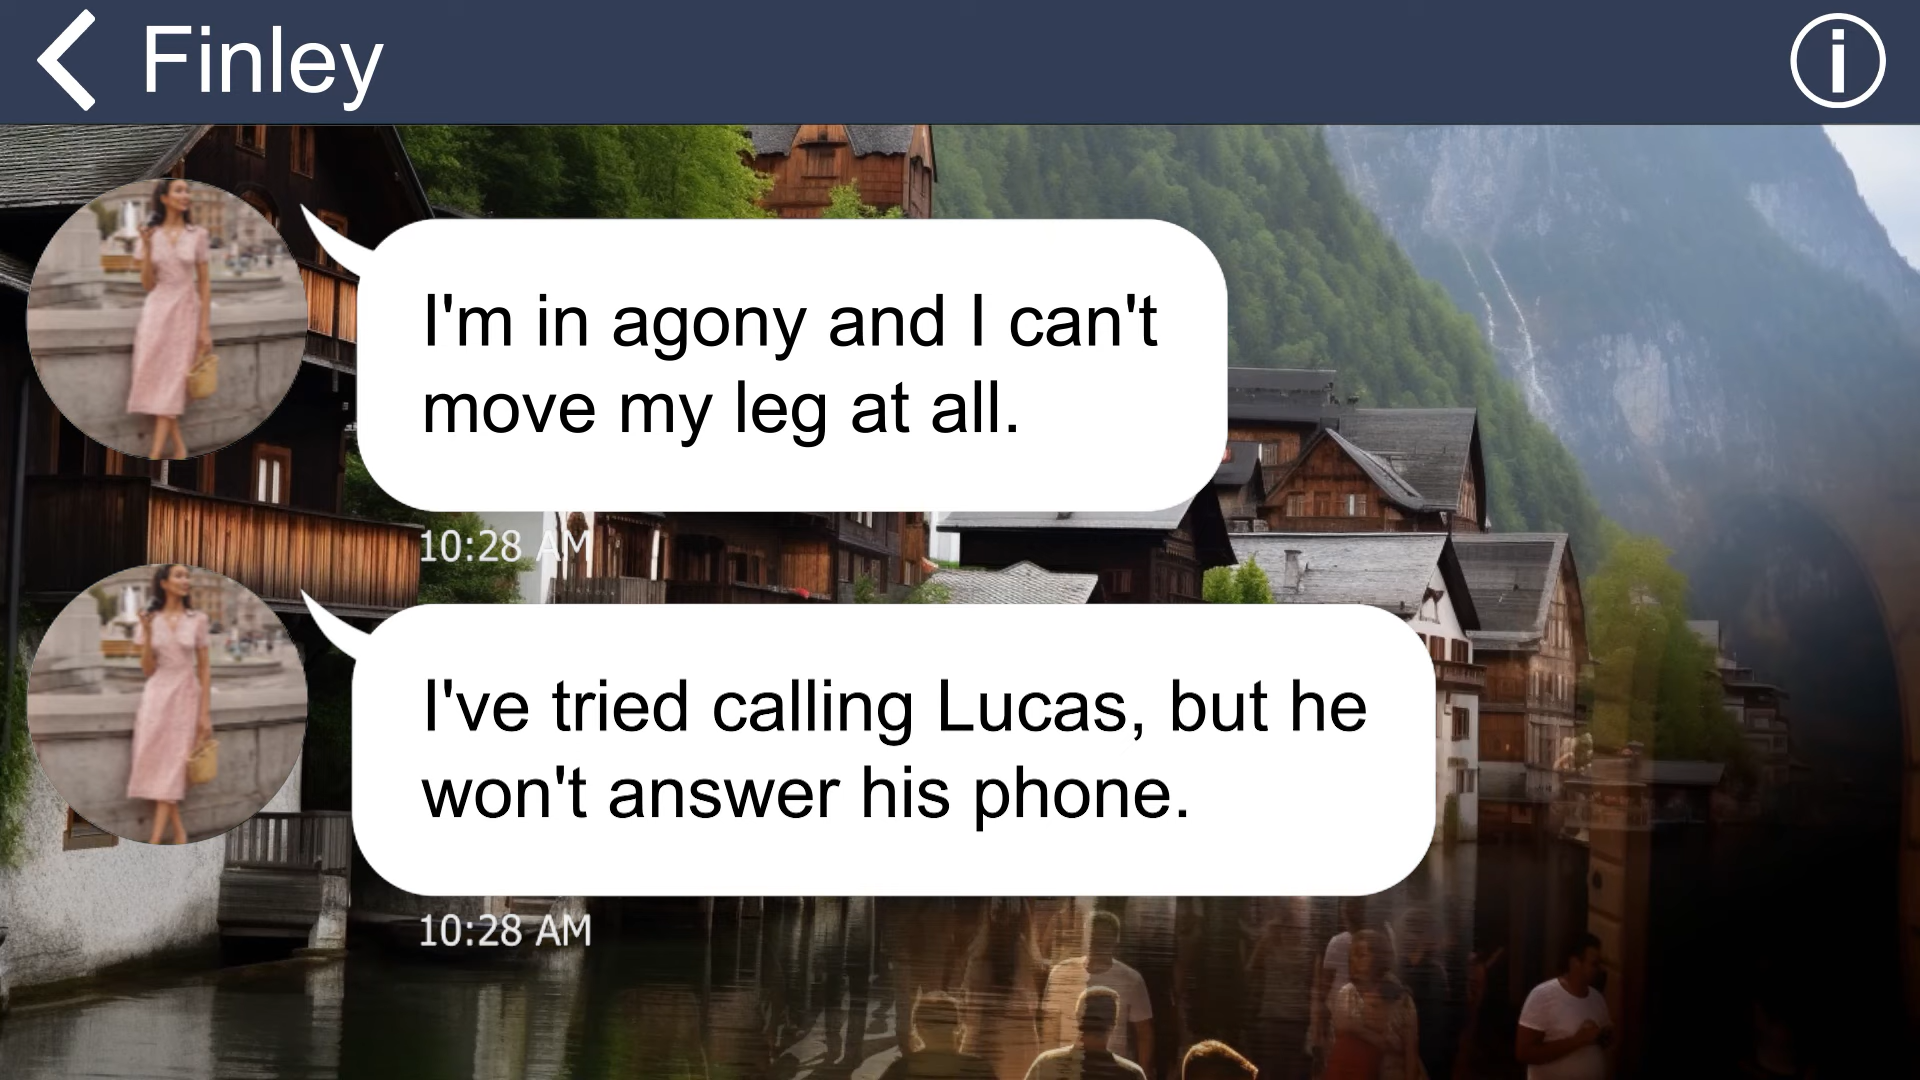 Finley
I'm in agony and I can't
move my leg at all.
10:28 AM
I've tried calling Lucas, but he
won't answer his phone.
10:28 AM